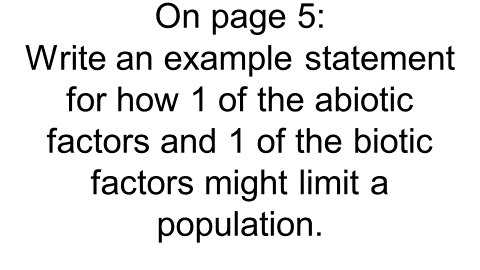 On page 5:
Write an example statement
for how 1 of the abiotic
factors and 1 of the biotic
factors might limit a
population.